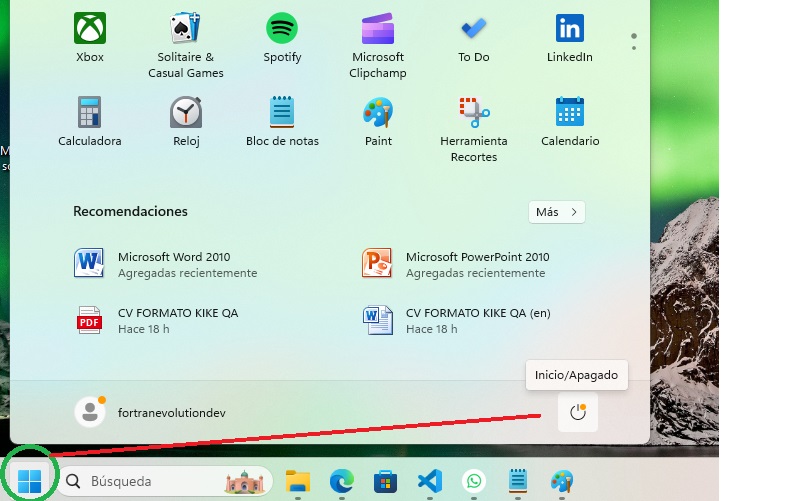 Xbox
Solitaire &
Casual Games
Spotify
Microsoft
Clipchamp
To Do
LinkedIn
Calculadora
Reloj
Bloc de notas
Paint
Herramienta
Recortes
Calendario
Recomendaciones
Más
Microsoft Word 2010
Agregadas recientemente
Microsoft PowerPoint 2010
Agregadas recientemente
PDF
CV FORMATO KIKE QA
Hace 18 h
CV FORMATO KIKE QA (en)
Hace 18 h
Inicio/Apagado
fortranevolutiondev
Búsqueda